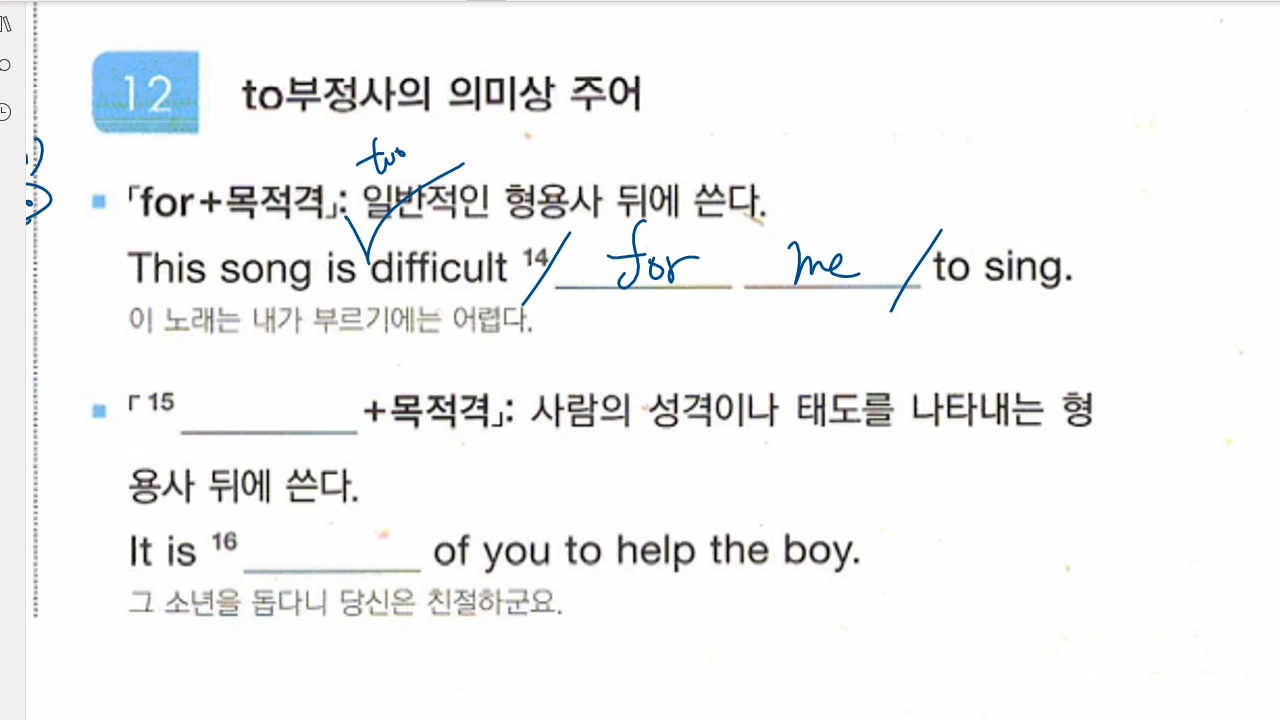 12 to부정사의 의미상 주어
too
「for+목적격」: 일반적인 형용사 뒤에 쓴다.
This song is difficult 14 for me to sing.
이 노래는 내가 부르기에는 어렵다.
「15 ________ +목적격」: 사람의 성격이나 태도를 나타내는 형
용사 뒤에 쓴다.
It is 16 ________ of you to help the boy.
그 소년을 돕다니 당신은 친절하군요.